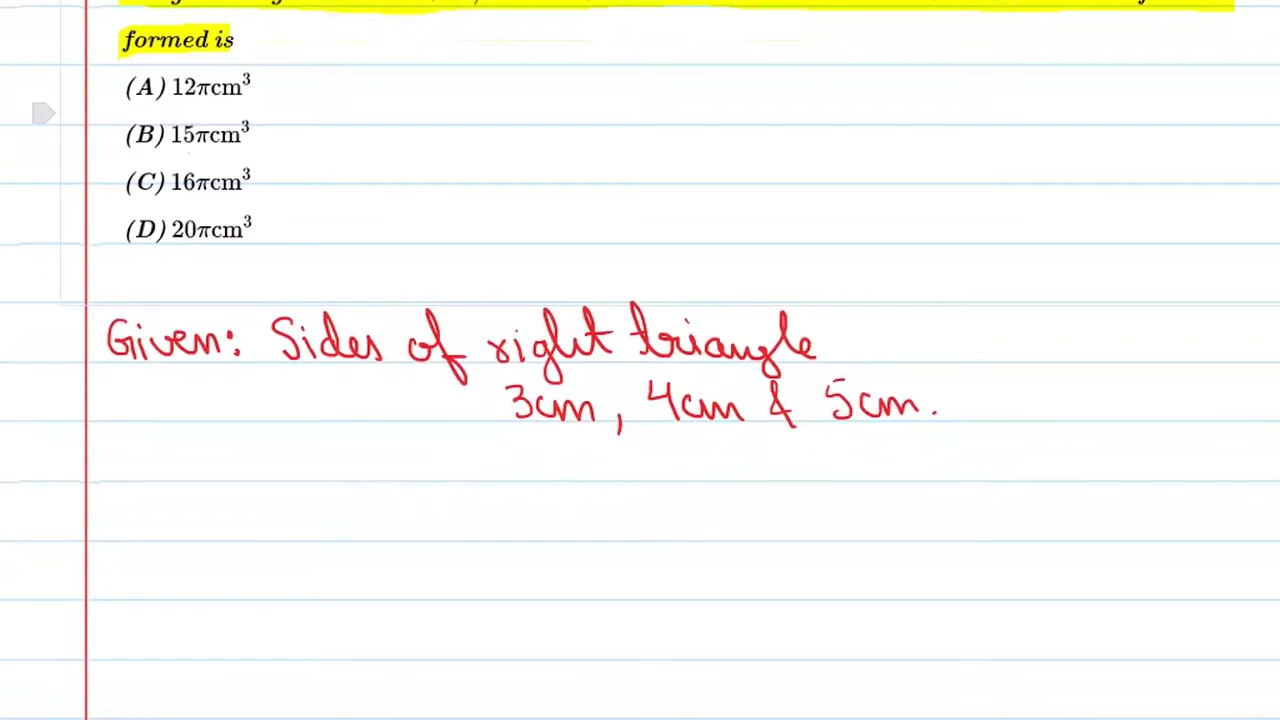 formed is
(A) 12πcm³
(B) 15πcm³
(C) 16πcm³
(D) 20πcm³
Given: Sides of right triangle
3cm, 4cm & 5cm.